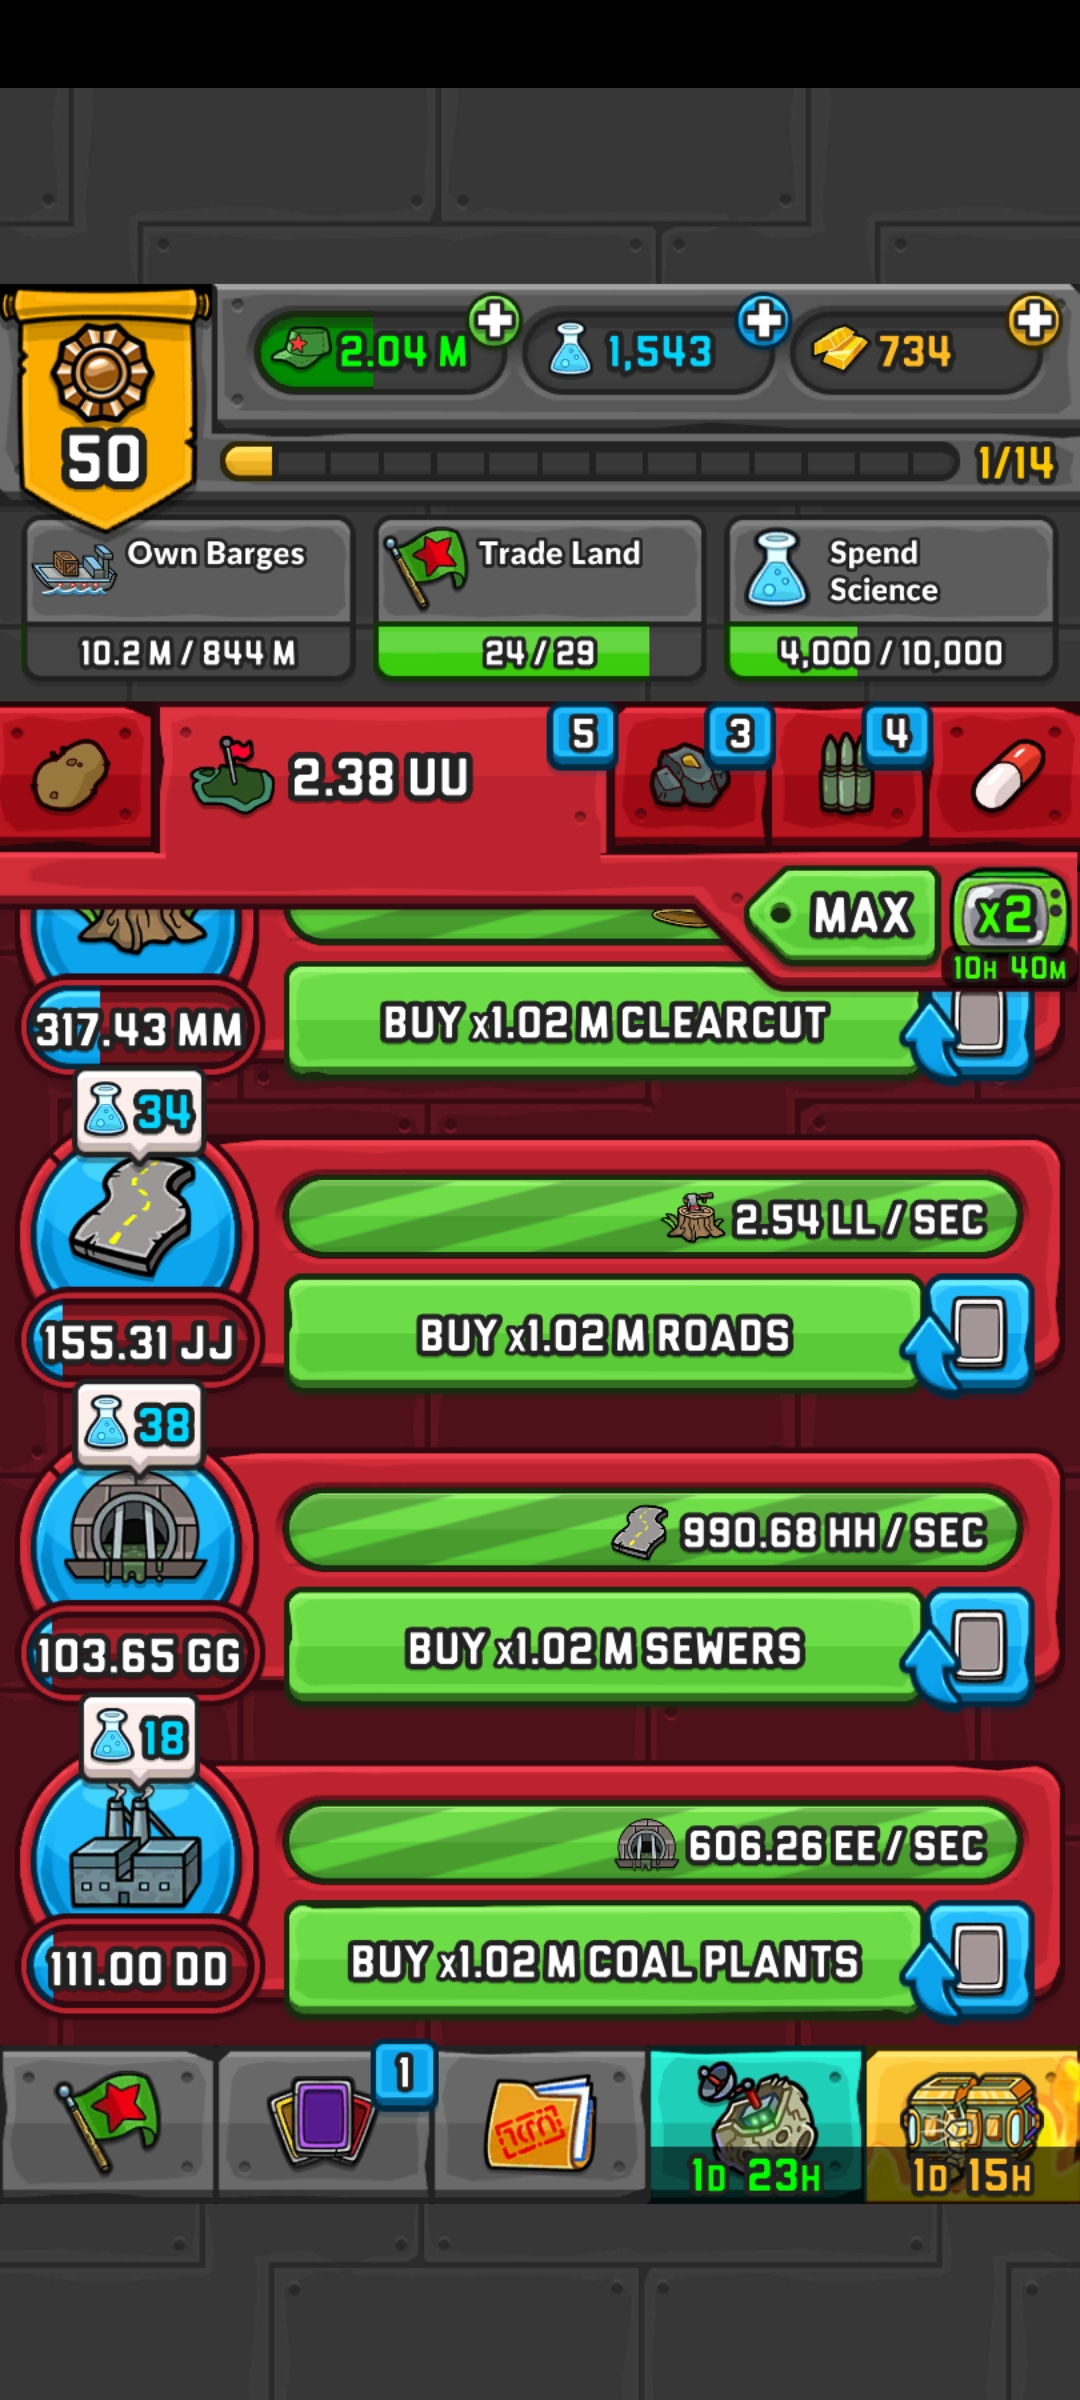 2.04 M
1,543
734
50
1/14
Own Barges
10.2 M / 844 M
Trade Land
24 / 29
Spend
Science
4,000 / 10,000
2.38 UU
5
3
4
MAX
x2
10H 40M
317.43 MM
BUY x1.02 M CLEARCUT
34
2.54 LL / SEC
155.31 JJ
BUY x1.02 M ROADS
38
990.68 HH / SEC
103.65 GG
BUY x1.02 M SEWERS
18
606.26 EE / SEC
111.00 DD
BUY x1.02 M COAL PLANTS
1
1D 23H
1D 15H